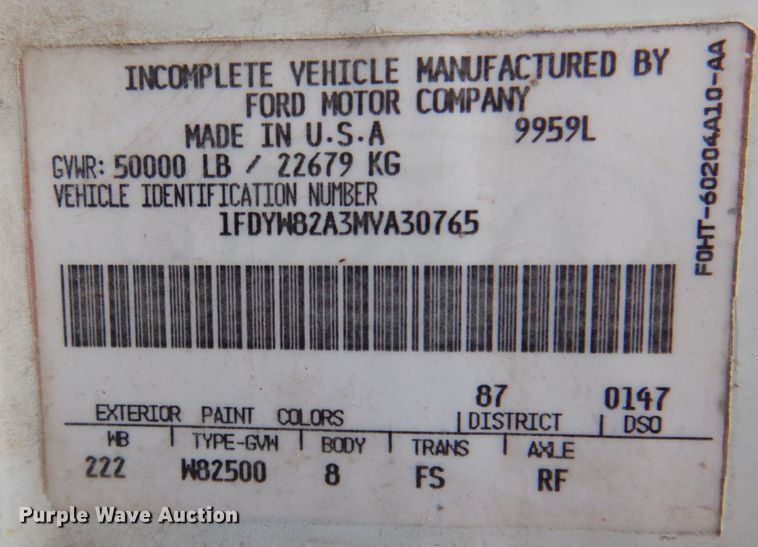 INCOMPLETE VEHICLE MANUFACTURED BY
FORD MOTOR COMPANY
MADE IN U.S.A 9959L
GVWR: 50000 LB / 22679 KG
VEHICLE IDENTIFICATION NUMBER
1FDYW82A3MVA30765
F0HT-60204A10-AA
87 0147
EXTERIOR PAINT COLORS DISTRICT DSO
WB TYPE-GVW BODY TRANS AXLE
222 W82500 8 FS RF
Purple Wave Auction